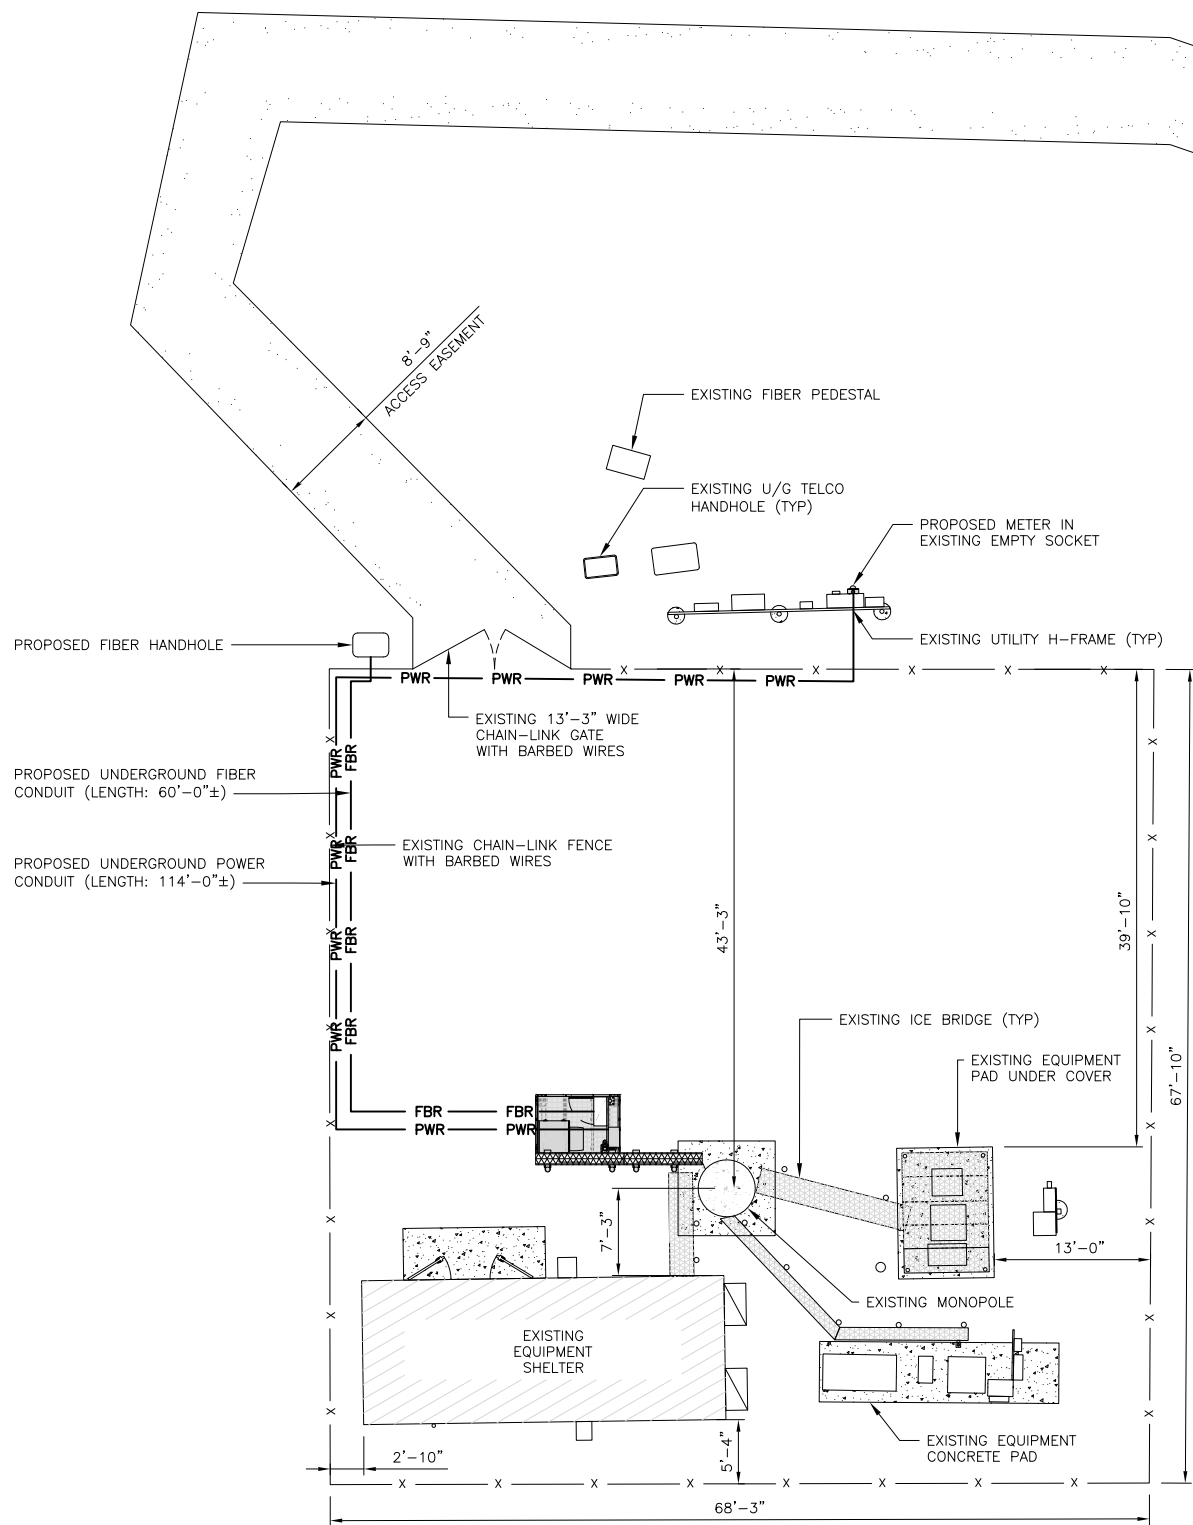 8'-9"
ACCESS EASEMENT
EXISTING FIBER PEDESTAL
EXISTING U/G TELCO
HANDHOLE (TYP)
PROPOSED METER IN
EXISTING EMPTY SOCKET
PROPOSED FIBER HANDHOLE
EXISTING UTILITY H-FRAME (TYP)
X X X X X X
PWR PWR PWR PWR PWR
EXISTING 13'-3" WIDE
CHAIN-LINK GATE
WITH BARBED WIRES
X
X
PWR
FBR
PROPOSED UNDERGROUND FIBER
CONDUIT (LENGTH: 60'-0"±)
X
PWR
FBR
EXISTING CHAIN-LINK FENCE
WITH BARBED WIRES
X
PROPOSED UNDERGROUND POWER
CONDUIT (LENGTH: 114'-0"±)
43'-3"
39'-10"
X
PWR
FBR
X
X
PWR
FBR
X
EXISTING ICE BRIDGE (TYP)
EXISTING EQUIPMENT
PAD UNDER COVER
67'-10"
FBR FBR
PWR PWR
X
X
X
X
7'-3"
13'-0"
EXISTING MONOPOLE
X
X
EXISTING
EQUIPMENT
SHELTER
X
X
EXISTING EQUIPMENT
CONCRETE PAD
2'-10"
5'-4"
X X X X X X X X
68'-3"